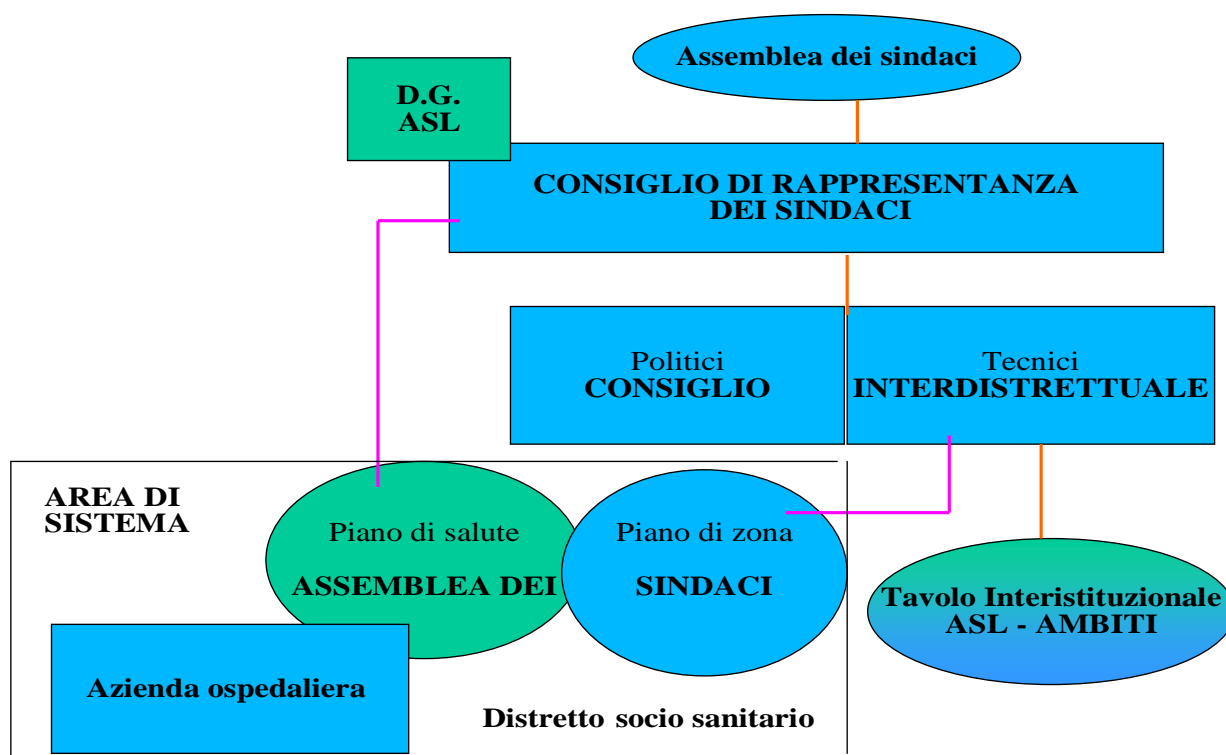 Assemblea dei sindaci
D.G.
ASL
CONSIGLIO DI RAPPRESENTANZA
DEI SINDACI
Politici
CONSIGLIO
Tecnici
INTERDISTRETTUALE
AREA DI
SISTEMA
Piano di salute
ASSEMBLEA DEI
Piano di zona
SINDACI
Tavolo Interistituzionale
ASL - AMBITI
Azienda ospedaliera
Distretto socio sanitario